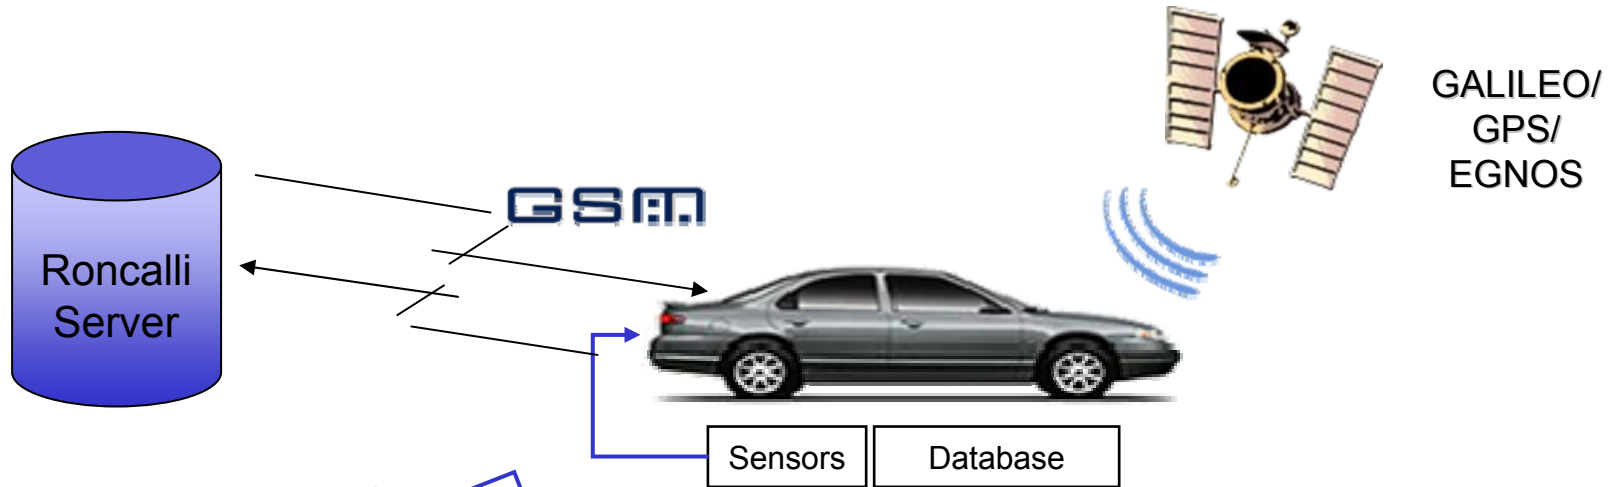 GALILEO/
GPS/
EGNOS
GSM
Roncalli
Server
Sensors
Database